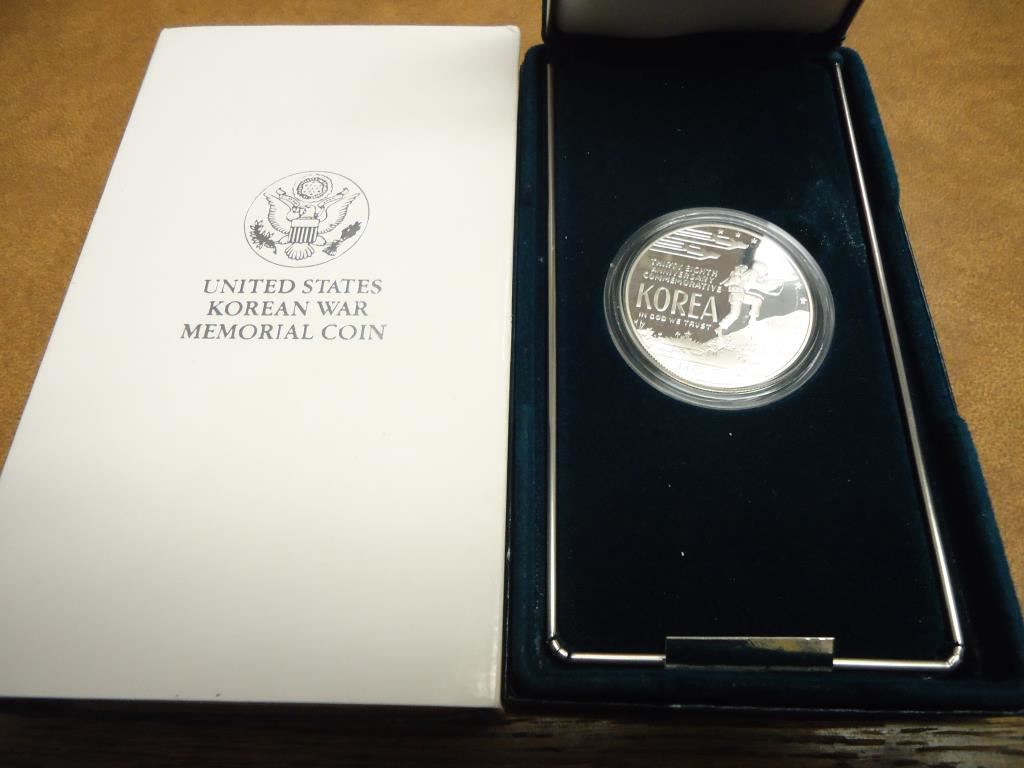 UNITED STATES
KOREAN WAR
MEMORIAL COIN
THIRTY EIGHTH
ANNIVERSARY
COMMEMORATIVE
KOREA
IN GOD WE TRUST